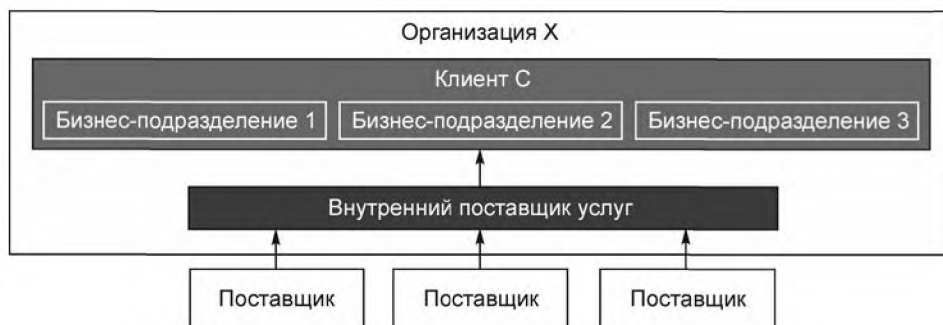 Организация X
Клиент C
Бизнес-подразделение 1
Бизнес-подразделение 2
Бизнес-подразделение 3
Внутренний поставщик услуг
Поставщик
Поставщик
Поставщик